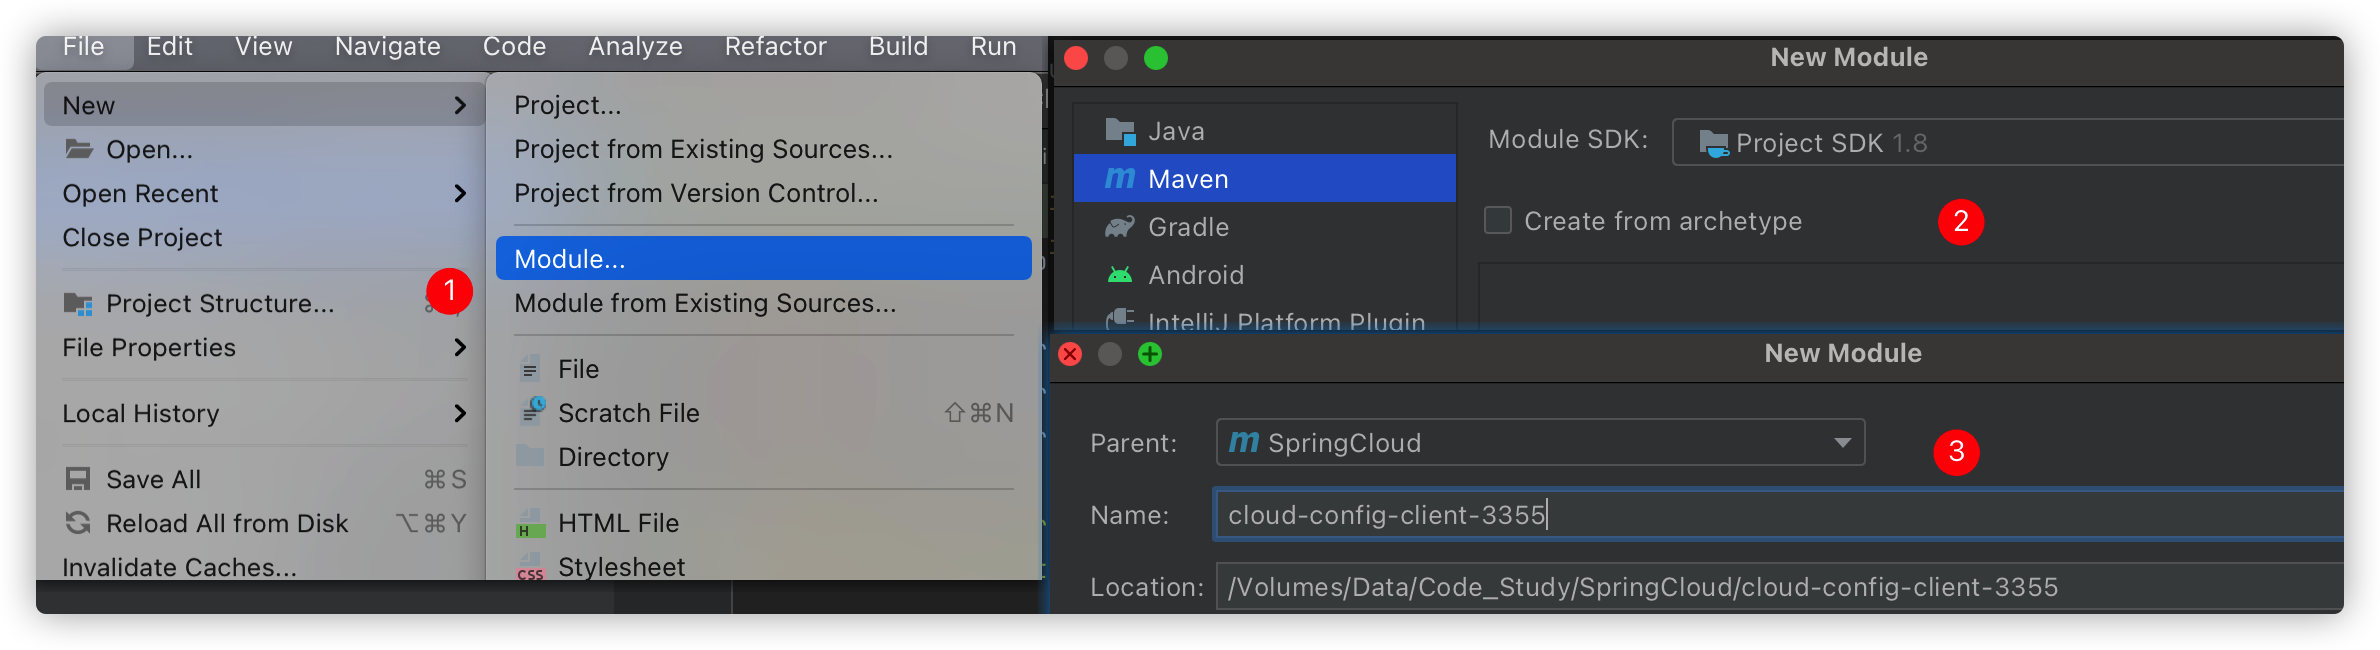 File Edit View Navigate Code Analyze Refactor Build Run
New
Open...
Open Recent
Close Project
Project Structure...
1
File Properties
Local History
Save All ⌘S
Reload All from Disk ⌥⌘Y
Invalidate Caches...
Project...
Project from Existing Sources...
Project from Version Control...
Module...
Module from Existing Sources...
File
Scratch File ⇧⌘N
Directory
HTML File
Stylesheet
New Module
Java
Maven
Gradle
Android
IntelliJ Platform Plugin
Module SDK: Project SDK 1.8
Create from archetype
2
New Module
Parent: m SpringCloud
3
Name: cloud-config-client-3355
Location: /Volumes/Data/Code_Study/SpringCloud/cloud-config-client-3355